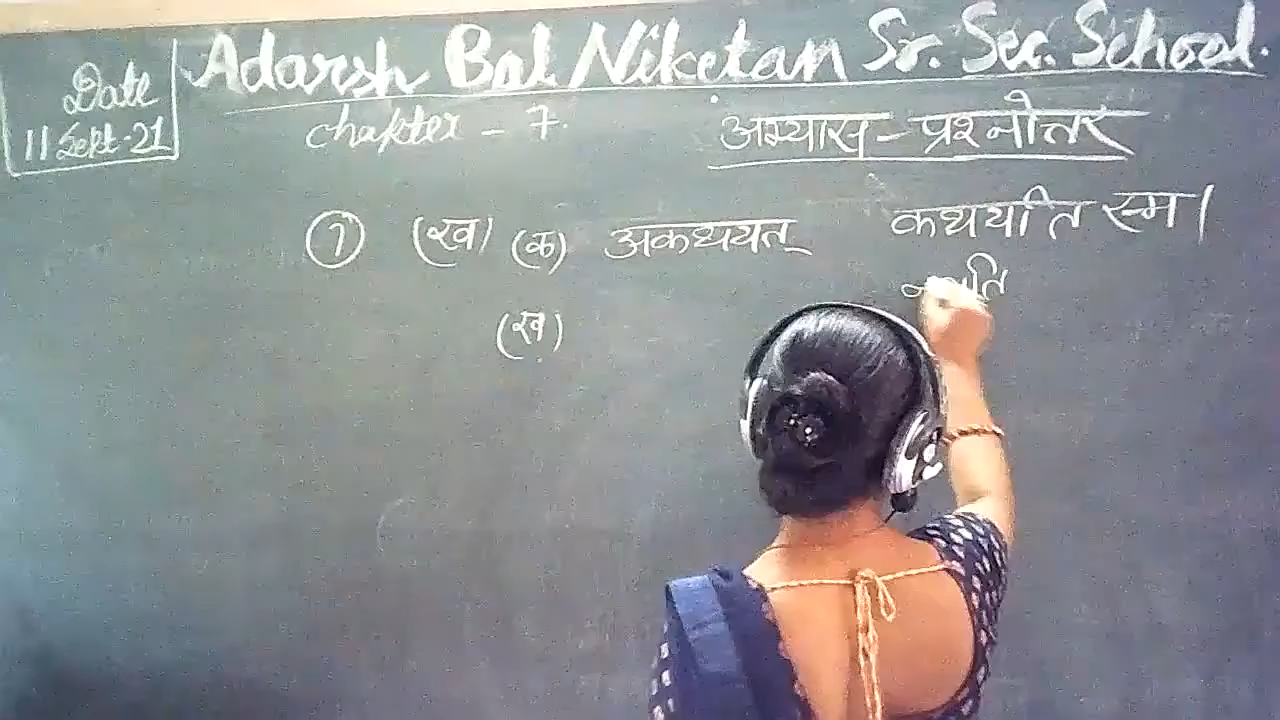 Adarsh Bal Niketan Sr. Sec. School.
Date
11 Sept-21
chapter - 7.
अभ्यास - प्रश्नोत्तर
① (ख) (क) अकथयत् कथयति स्म।
(ख)